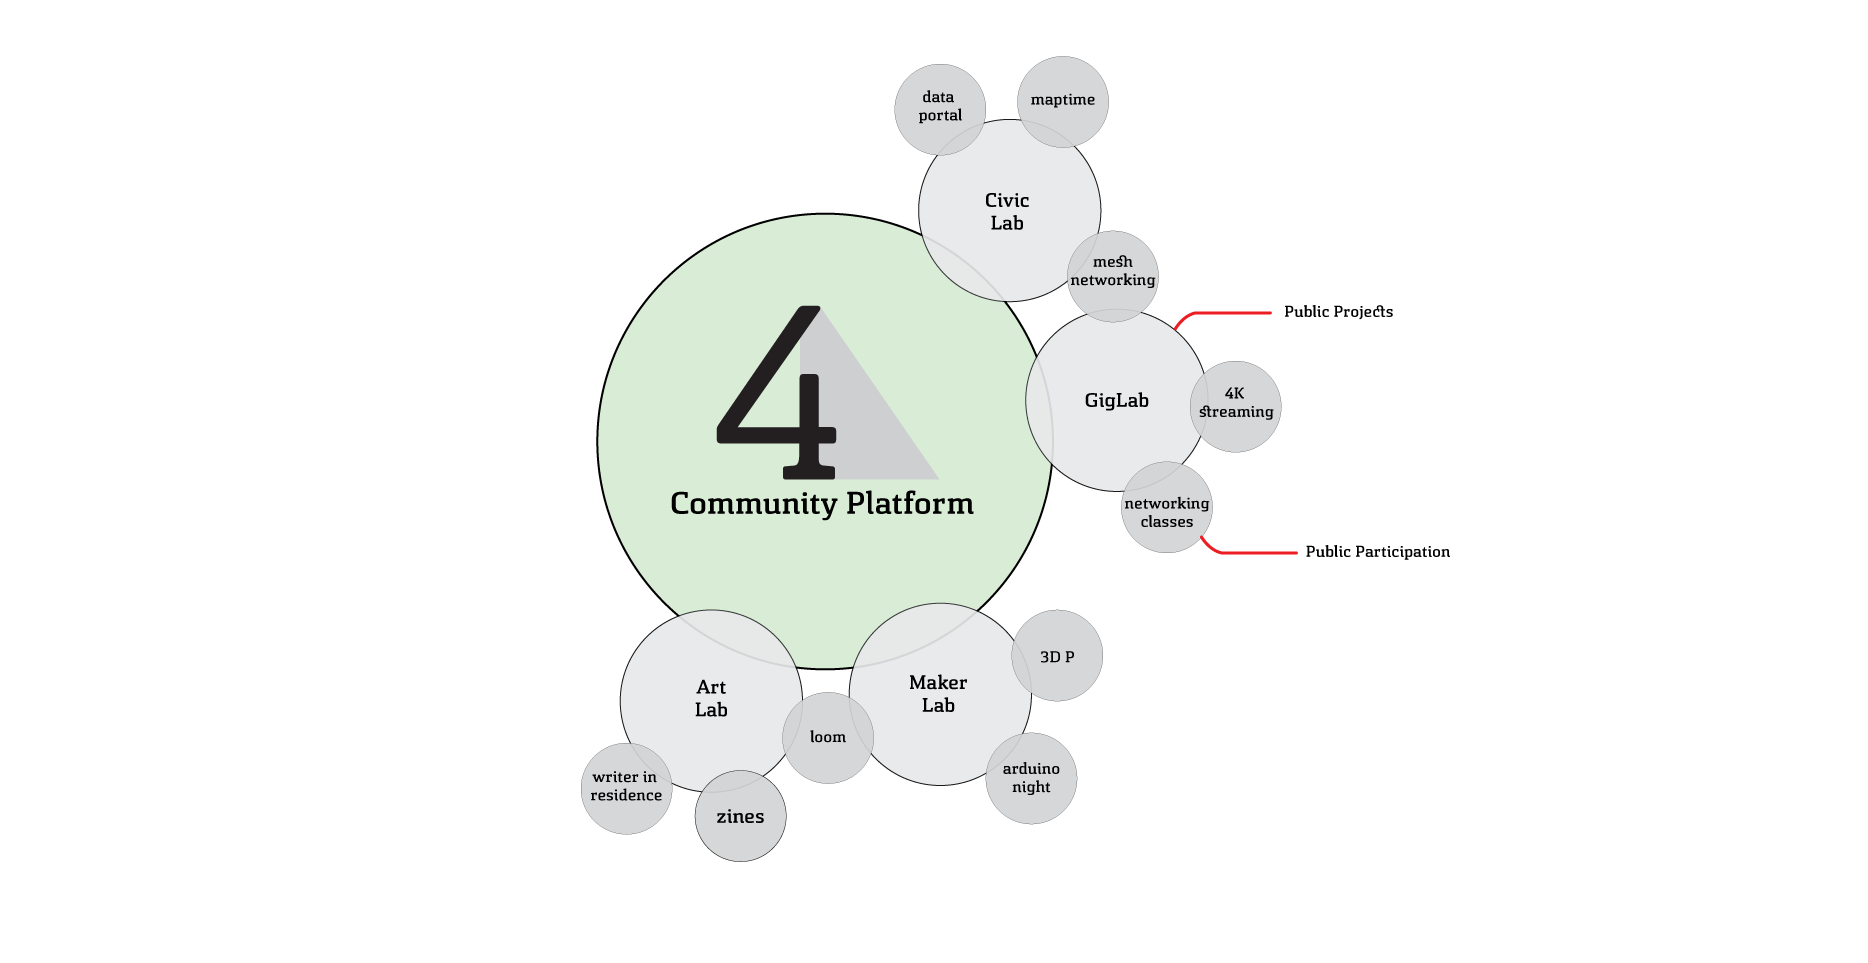 data
portal
maptime
Civic
Lab
mesh
networking
Public Projects
4K
streaming
GigLab
4
Community Platform
networking
classes
Public Participation
Art
Lab
Maker
Lab
3D P
loom
writer in
residence
zines
arduino
night